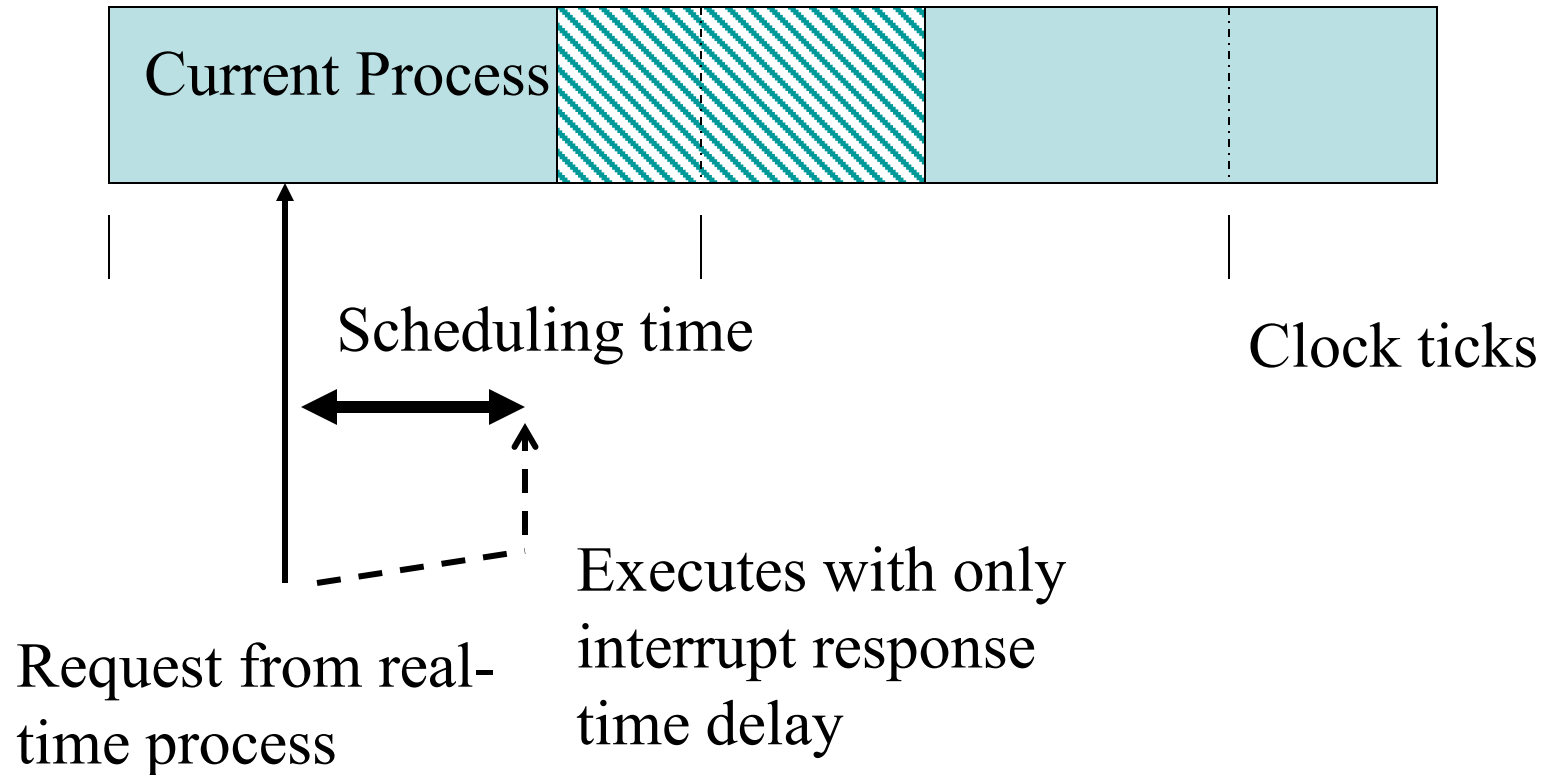 Current Process
Scheduling time
Clock ticks
Executes with only
interrupt response
time delay
Request from real-
time process